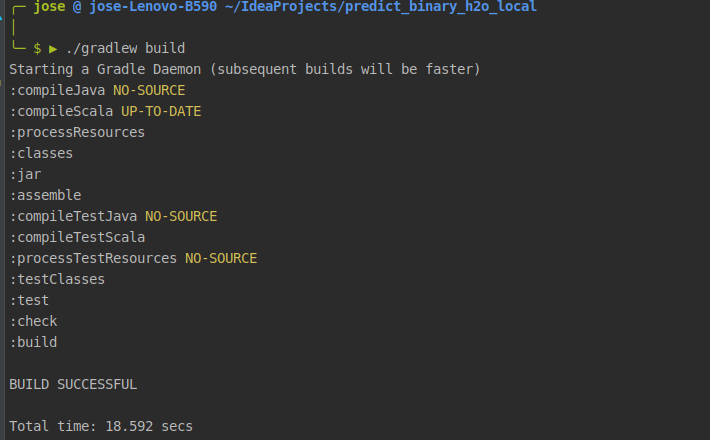 ╭─ jose @ jose-Lenovo-B590 ~/IdeaProjects/predict_binary_h2o_local
│
╰─ $ ▶ ./gradlew build
Starting a Gradle Daemon (subsequent builds will be faster)
:compileJava NO-SOURCE
:compileScala UP-TO-DATE
:processResources
:classes
:jar
:assemble
:compileTestJava NO-SOURCE
:compileTestScala
:processTestResources NO-SOURCE
:testClasses
:test
:check
:build

BUILD SUCCESSFUL

Total time: 18.592 secs